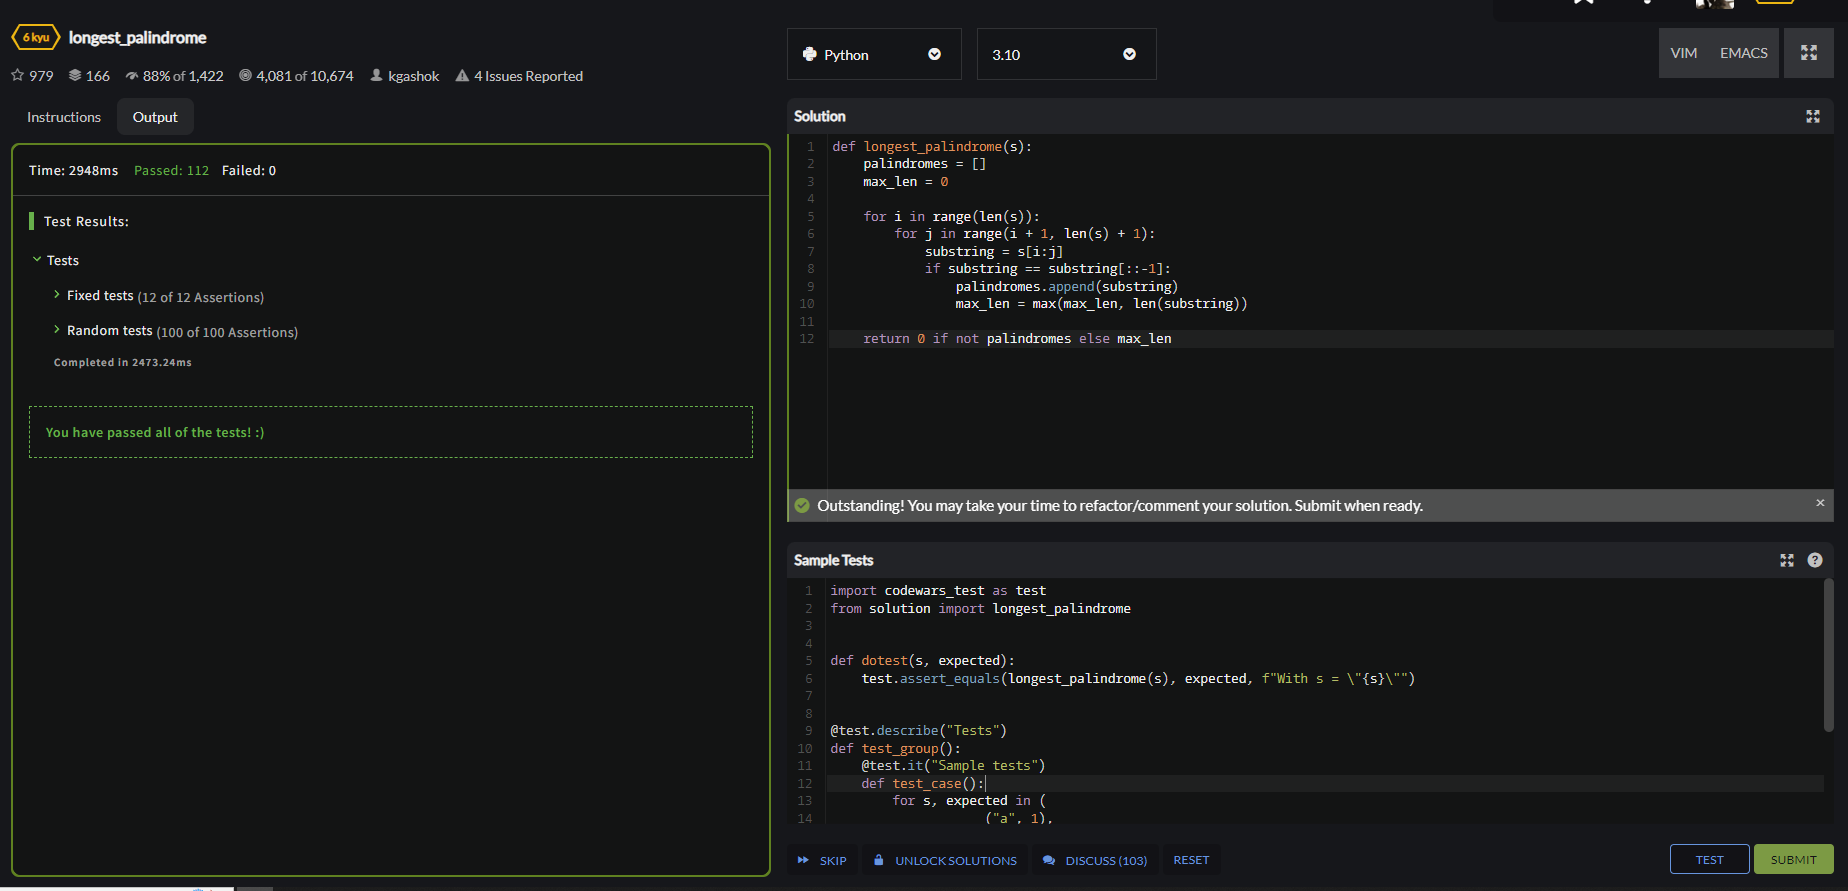 6 kyu longest_palindrome
979 166 88% of 1,422 4,081 of 10,674 kgashok 4 Issues Reported
Instructions Output
Time: 2948ms Passed: 112 Failed: 0
Test Results:
Tests
Fixed tests (12 of 12 Assertions)
Random tests (100 of 100 Assertions)
Completed in 2473.24ms
You have passed all of the tests! :)
Python 3.10 VIM EMACS
Solution
1 def longest_palindrome(s):
2     palindromes = []
3     max_len = 0
4
5     for i in range(len(s)):
6         for j in range(i + 1, len(s) + 1):
7             substring = s[i:j]
8             if substring == substring[::-1]:
9                 palindromes.append(substring)
10                 max_len = max(max_len, len(substring))
11
12     return 0 if not palindromes else max_len
Outstanding! You may take your time to refactor/comment your solution. Submit when ready. ×
Sample Tests ?
1 import codewars_test as test
2 from solution import longest_palindrome
3
4
5 def dotest(s, expected):
6     test.assert_equals(longest_palindrome(s), expected, f"With s = \"{s}\"")
7
8
9 @test.describe("Tests")
10 def test_group():
11     @test.it("Sample tests")
12     def test_case():
13         for s, expected in (
14                     ("a", 1),
SKIP UNLOCK SOLUTIONS DISCUSS (103) RESET TEST SUBMIT